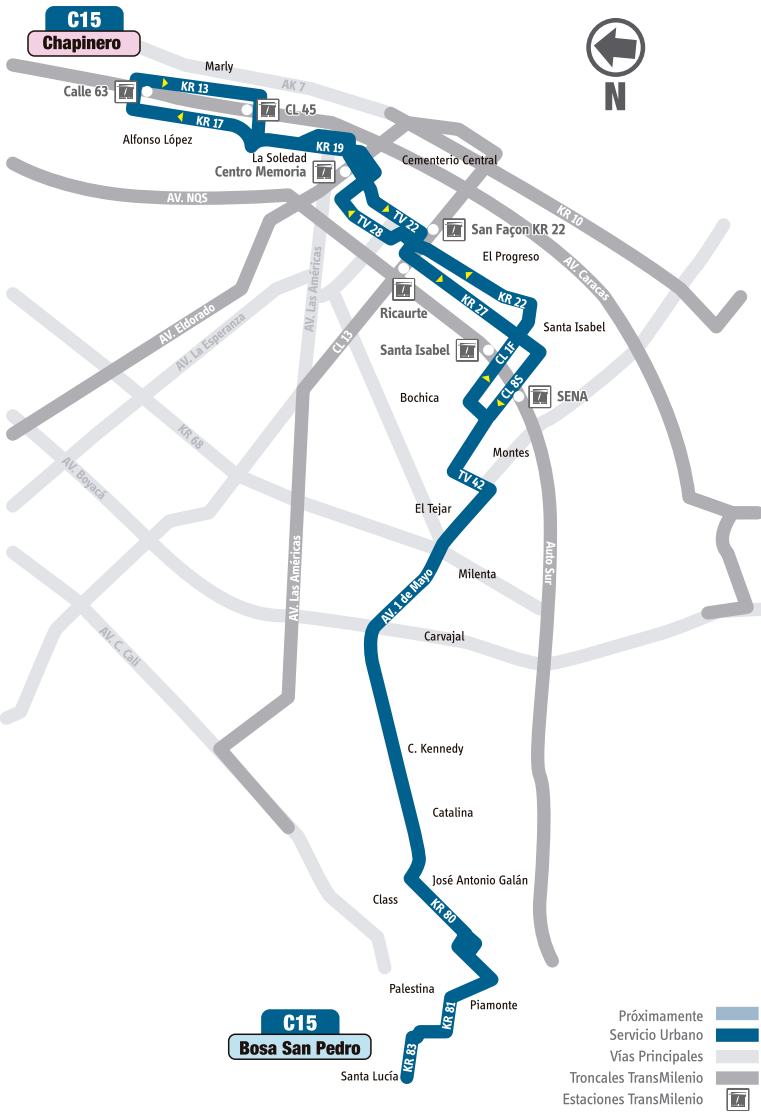 C15
Chapinero
N
Marly
AK 7
Calle 63
KR 13
CL 45
KR 17
Alfonso López
KR 19
La Soledad
Centro Memoria
Cementerio Central
AV. NQS
KR 10
TV 22
TV 28
San Façon KR 22
El Progreso
AV. Caracas
AV. Las Américas
KR 22
KR 27
Ricaurte
AV. Eldorado
AV. La Esperanza
CL 13
Santa Isabel
Santa Isabel
CL 1F
CL 8S
Bochica
SENA
KR 68
Montes
AV. Boyacá
TV 42
El Tejar
Auto Sur
AV. Las Américas
Milenta
AV. 1 de Mayo
AV. C. Cali
Carvajal
C. Kennedy
Catalina
José Antonio Galán
Class
KR 80
Palestina
Piamonte
KR 81
C15
Bosa San Pedro
KR 83
Santa Lucía
Próximamente
Servicio Urbano
Vías Principales
Troncales TransMilenio
Estaciones TransMilenio